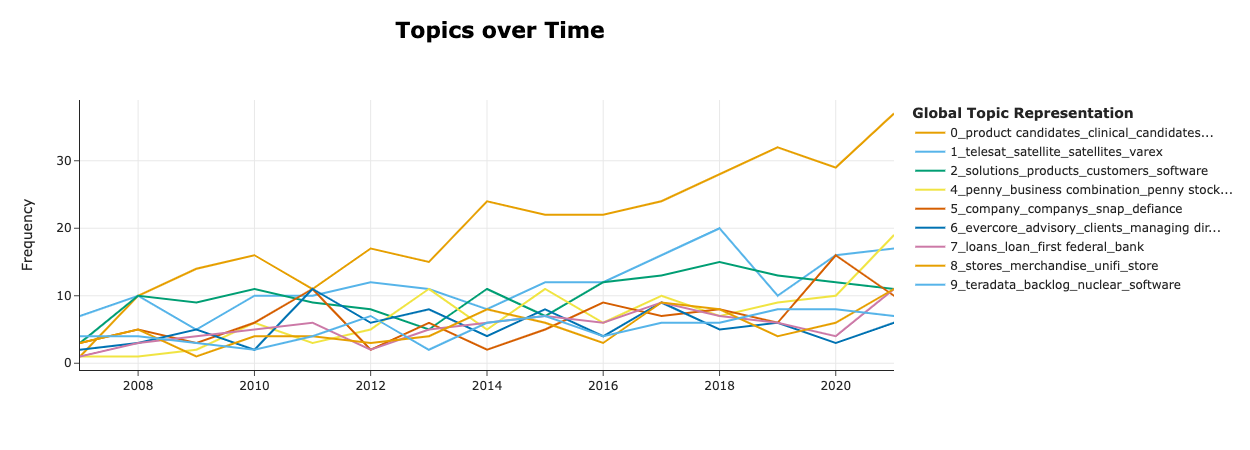 Topics over Time
Frequency
30
20
10
0
2008 2010 2012 2014 2016 2018 2020
Global Topic Representation
0_product candidates_clinical_candidates...
1_telesat_satellite_satellites_varex
2_solutions_products_customers_software
4_penny_business combination_penny stock...
5_company_companys_snap_defiance
6_evercore_advisory_clients_managing dir...
7_loans_loan_first federal_bank
8_stores_merchandise_unifi_store
9_teradata_backlog_nuclear_software